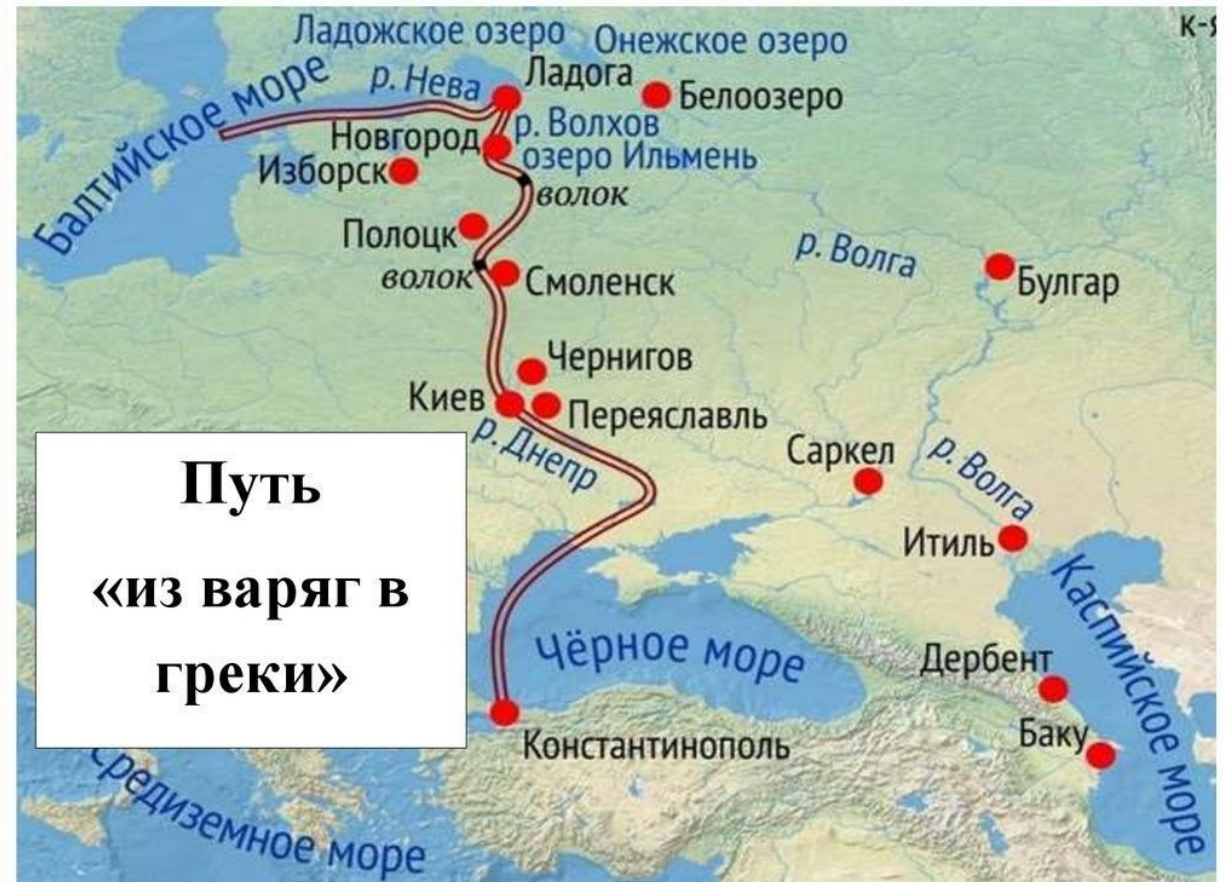 Ладожское озеро
Онежское озеро
р. Нева
Ладога
Белоозеро
Балтийское море
Новгород
р. Волхов
озеро Ильмень
Изборск
волок
Полоцк
волок
Смоленск
р. Волга
Булгар
Чернигов
Киев
Переяславль
р. Днепр
Саркел
р. Волга
Итиль
Путь
«из варяг в
греки»
Чёрное море
Каспийское море
Дербент
Баку
Константинополь
Средиземное море